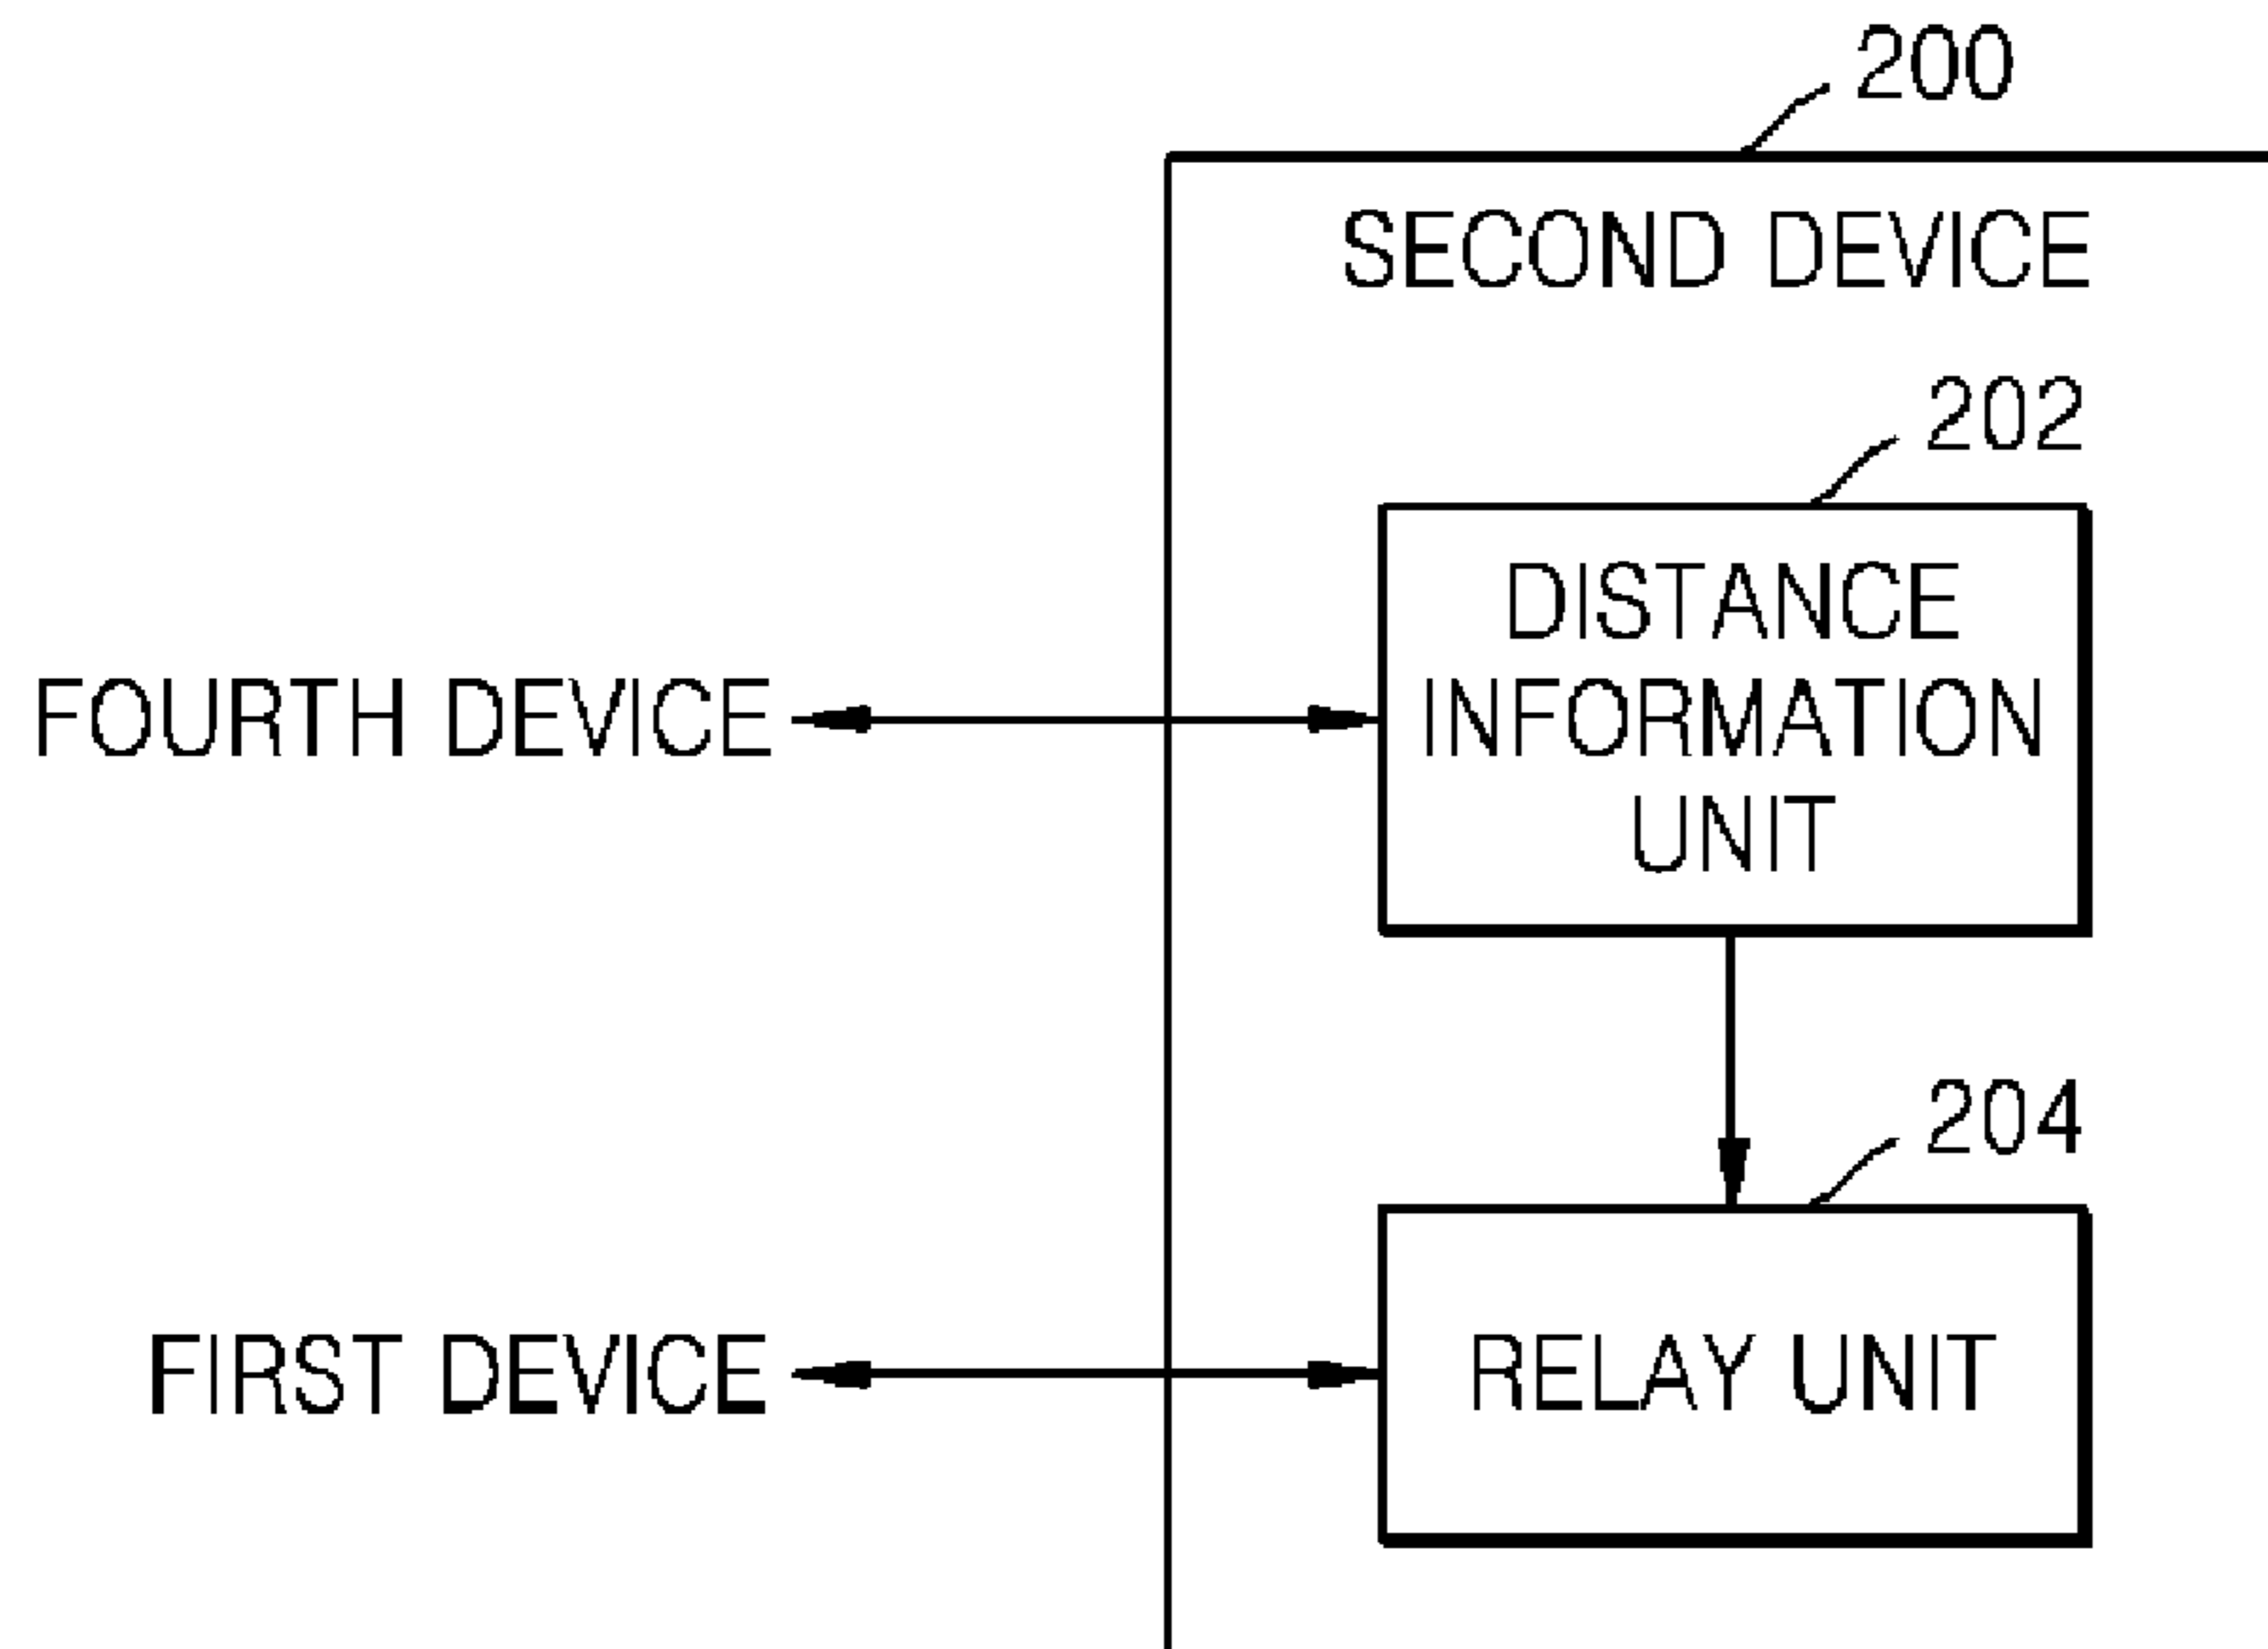 200
SECOND DEVICE
202
DISTANCE
INFORMATION
UNIT
FOURTH DEVICE
204
RELAY UNIT
FIRST DEVICE